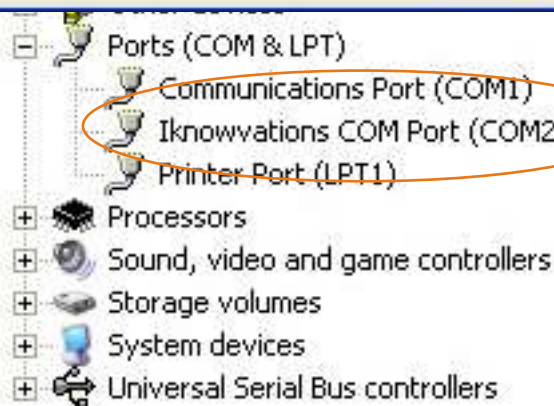 Ports (COM & LPT)
Communications Port (COM1)
Iknowvations COM Port (COM2
Printer Port (LPT1)
Processors
Sound, video and game controllers
Storage volumes
System devices
Universal Serial Bus controllers